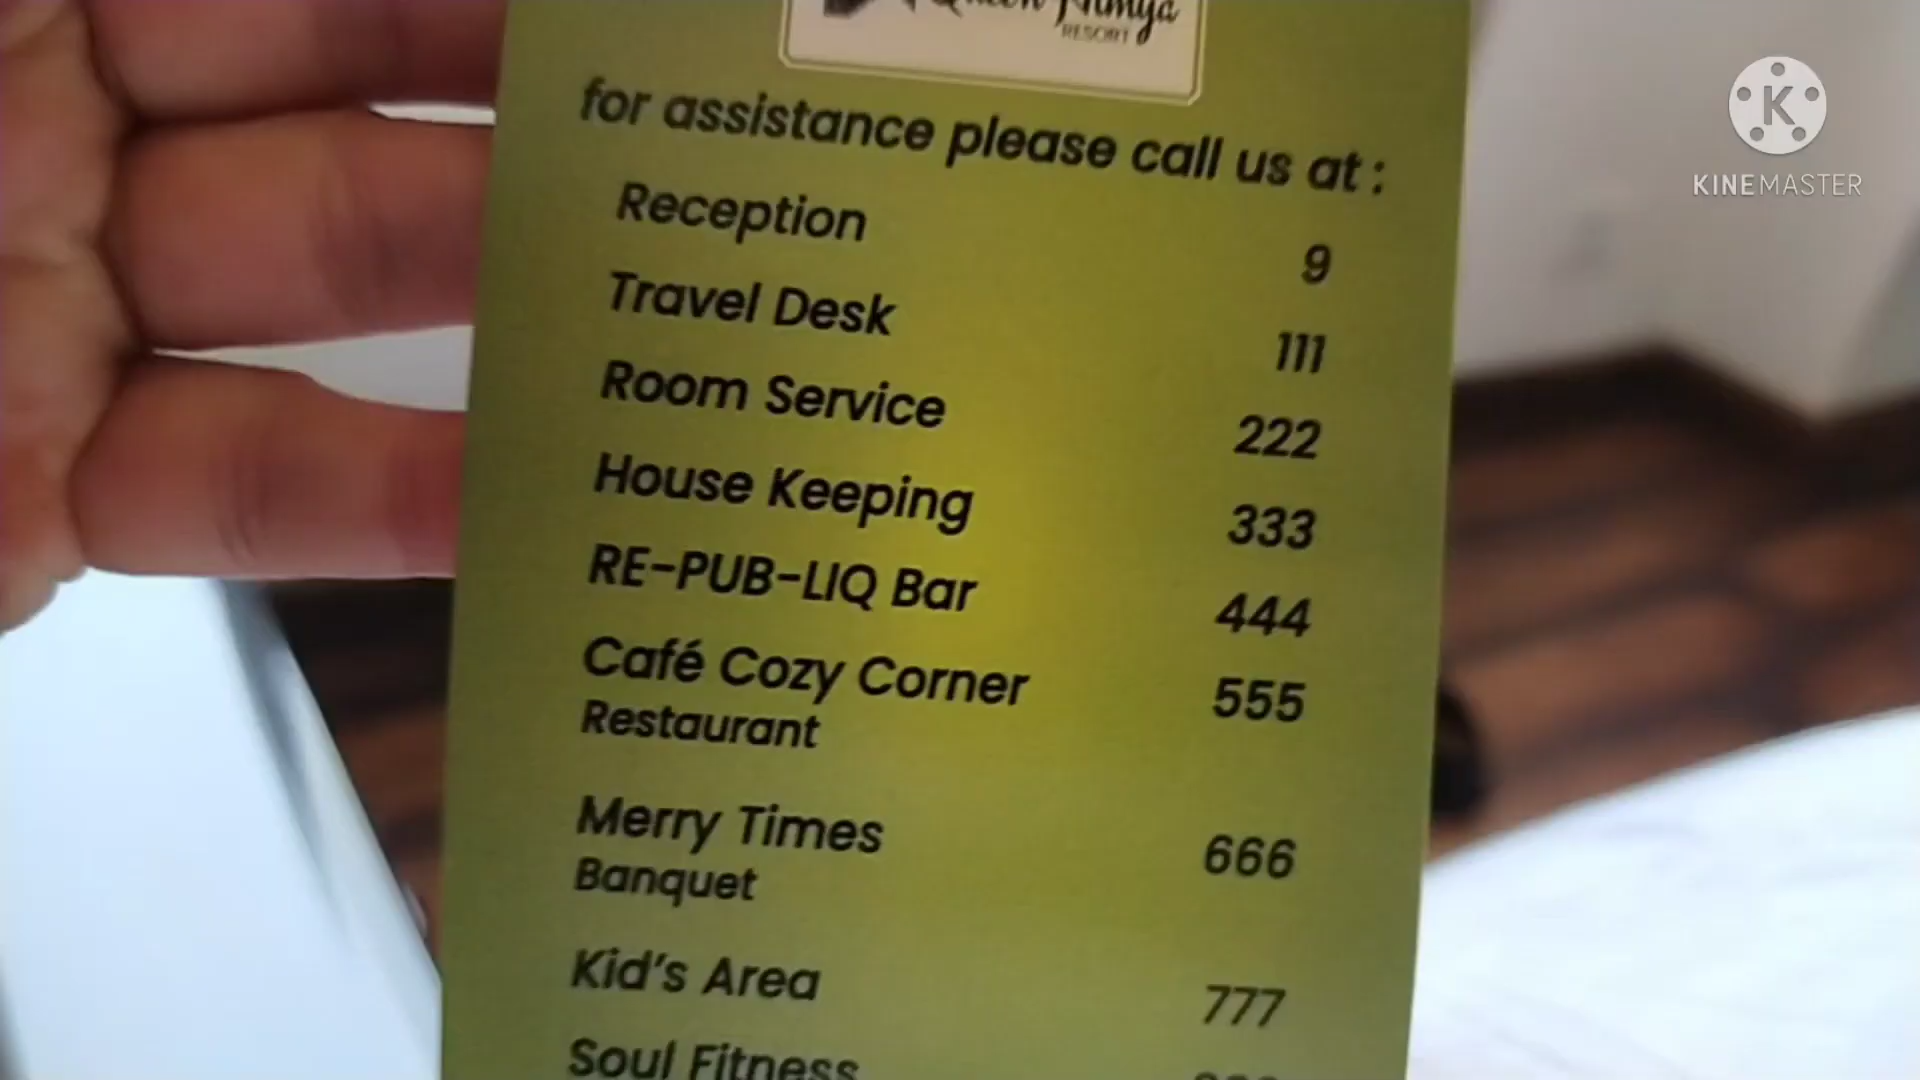 RESORT
for assistance please call us at :
Reception 9
Travel Desk 111
Room Service 222
House Keeping 333
RE-PUB-LIQ Bar 444
Café Cozy Corner 555
Restaurant
Merry Times 666
Banquet
Kid's Area 777
Soul Fitness
K
KINEMASTER